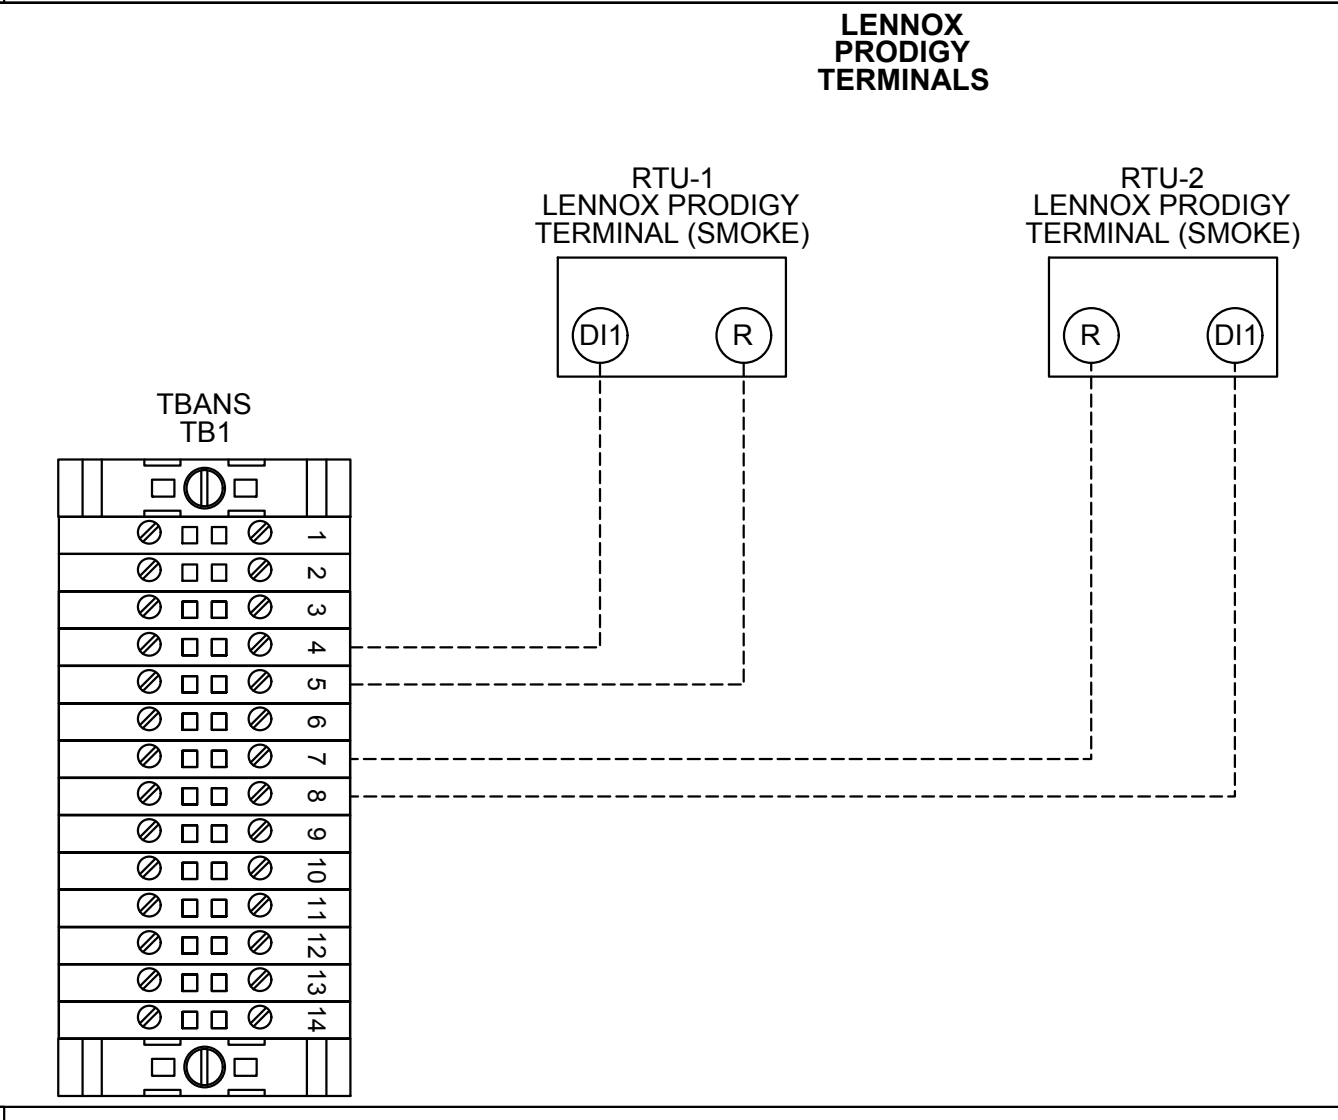 LENNOX
PRODIGY
TERMINALS
RTU-1
LENNOX PRODIGY
TERMINAL (SMOKE)
RTU-2
LENNOX PRODIGY
TERMINAL (SMOKE)
DI1
R
R
DI1
TBANS
TB1
1
2
3
4
5
6
7
8
9
10
11
12
13
14